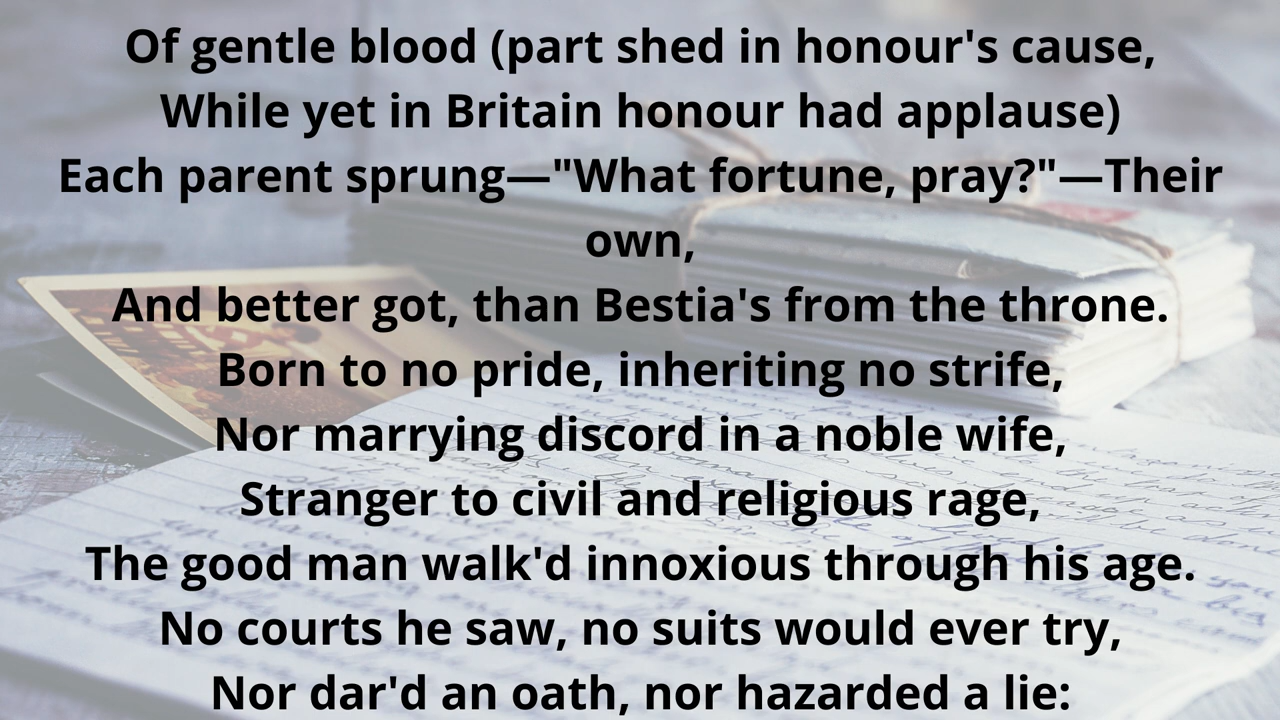 Of gentle blood (part shed in honour's cause,
While yet in Britain honour had applause)
Each parent sprung—"What fortune, pray?"—Their
own,
And better got, than Bestia's from the throne.
Born to no pride, inheriting no strife,
Nor marrying discord in a noble wife,
Stranger to civil and religious rage,
The good man walk'd innoxious through his age.
No courts he saw, no suits would ever try,
Nor dar'd an oath, nor hazarded a lie: